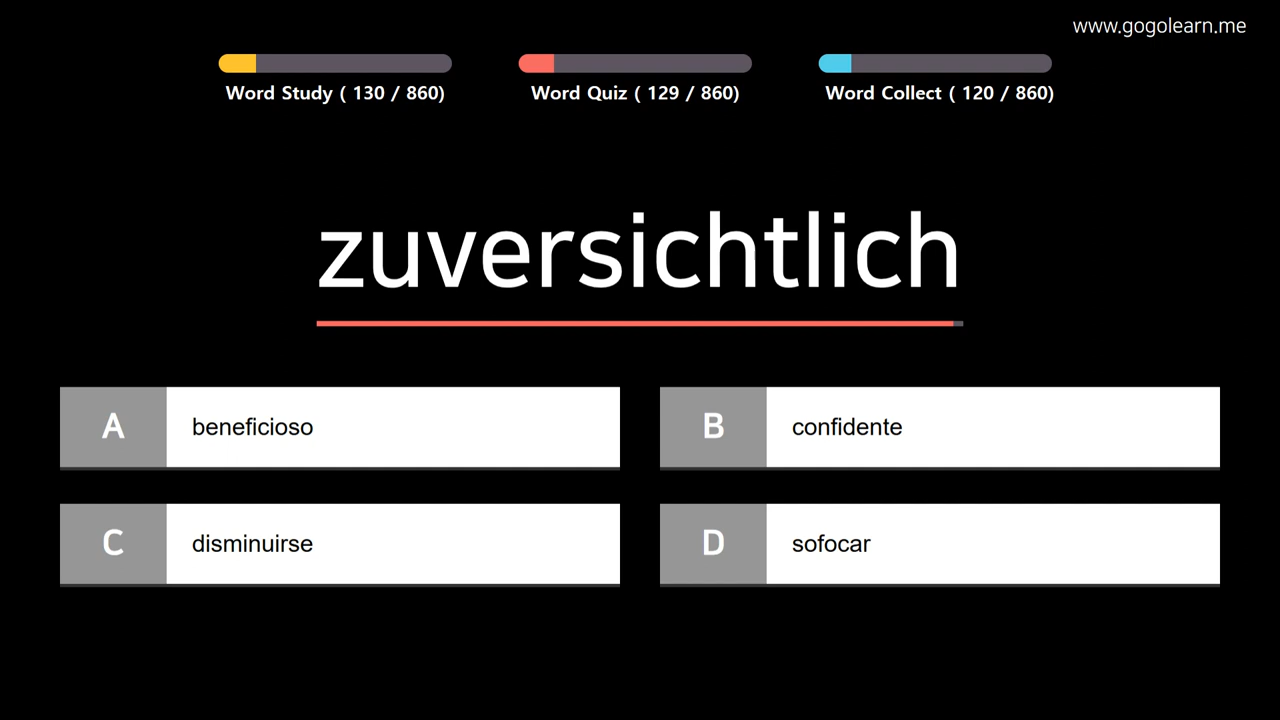 www.gogolearn.me
Word Study ( 130 / 860)
Word Quiz ( 129 / 860)
Word Collect ( 120 / 860)
zuversichtlich
A beneficioso
B confidente
C disminuirse
D sofocar